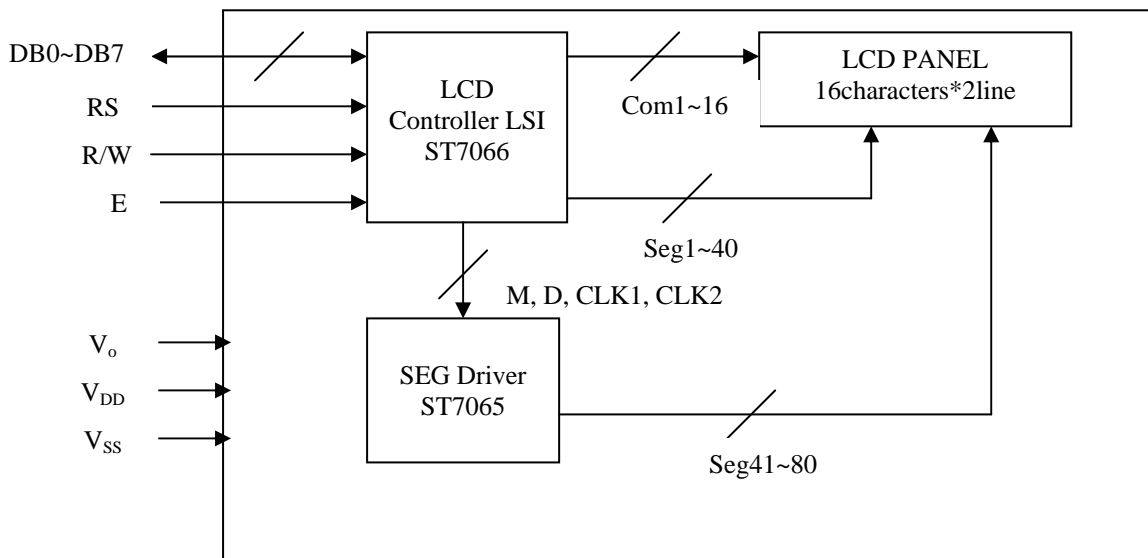 DB0~DB7
RS
R/W
E
LCD
Controller LSI
ST7066
Com1~16
LCD PANEL
16characters*2line
Seg1~40
M, D, CLK1, CLK2
Vo
VDD
VSS
SEG Driver
ST7065
Seg41~80